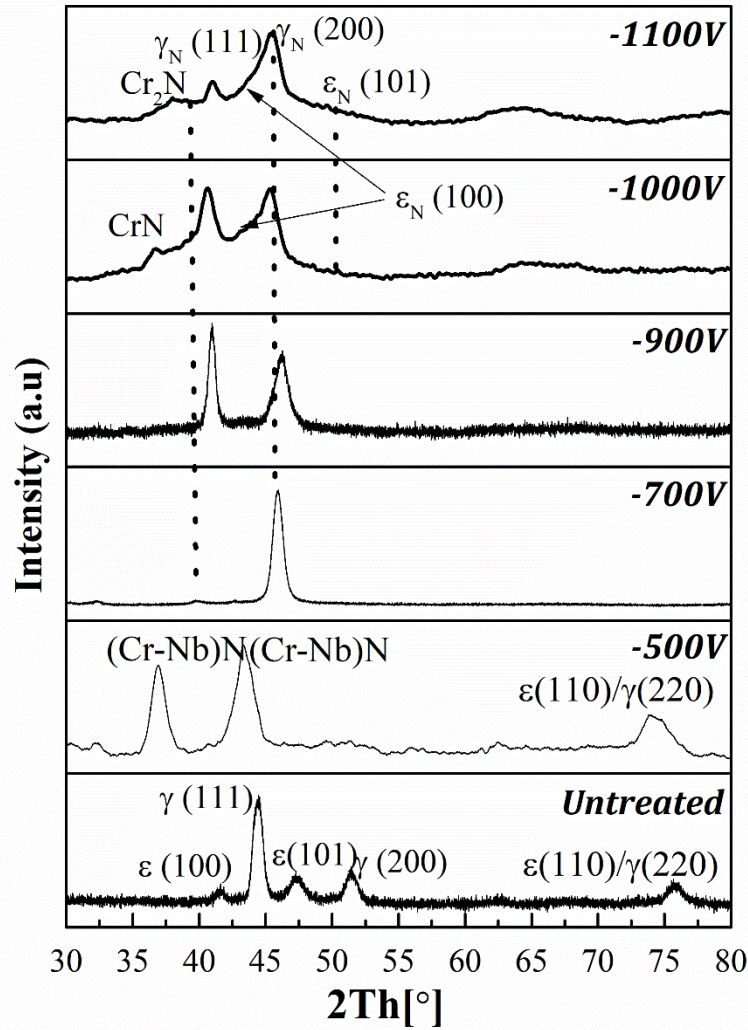 -1100V
γN (111)
γN (200)
Cr2N
εN (101)
-1000V
εN (100)
CrN
-900V
-700V
-500V
(Cr-Nb)N(Cr-Nb)N
ε(110)/γ(220)
Untreated
γ (111)
ε (100)
ε(101)
γ (200)
ε(110)/γ(220)
Intensity (a.u)
30 35 40 45 50 55 60 65 70 75 80
2Th[°]